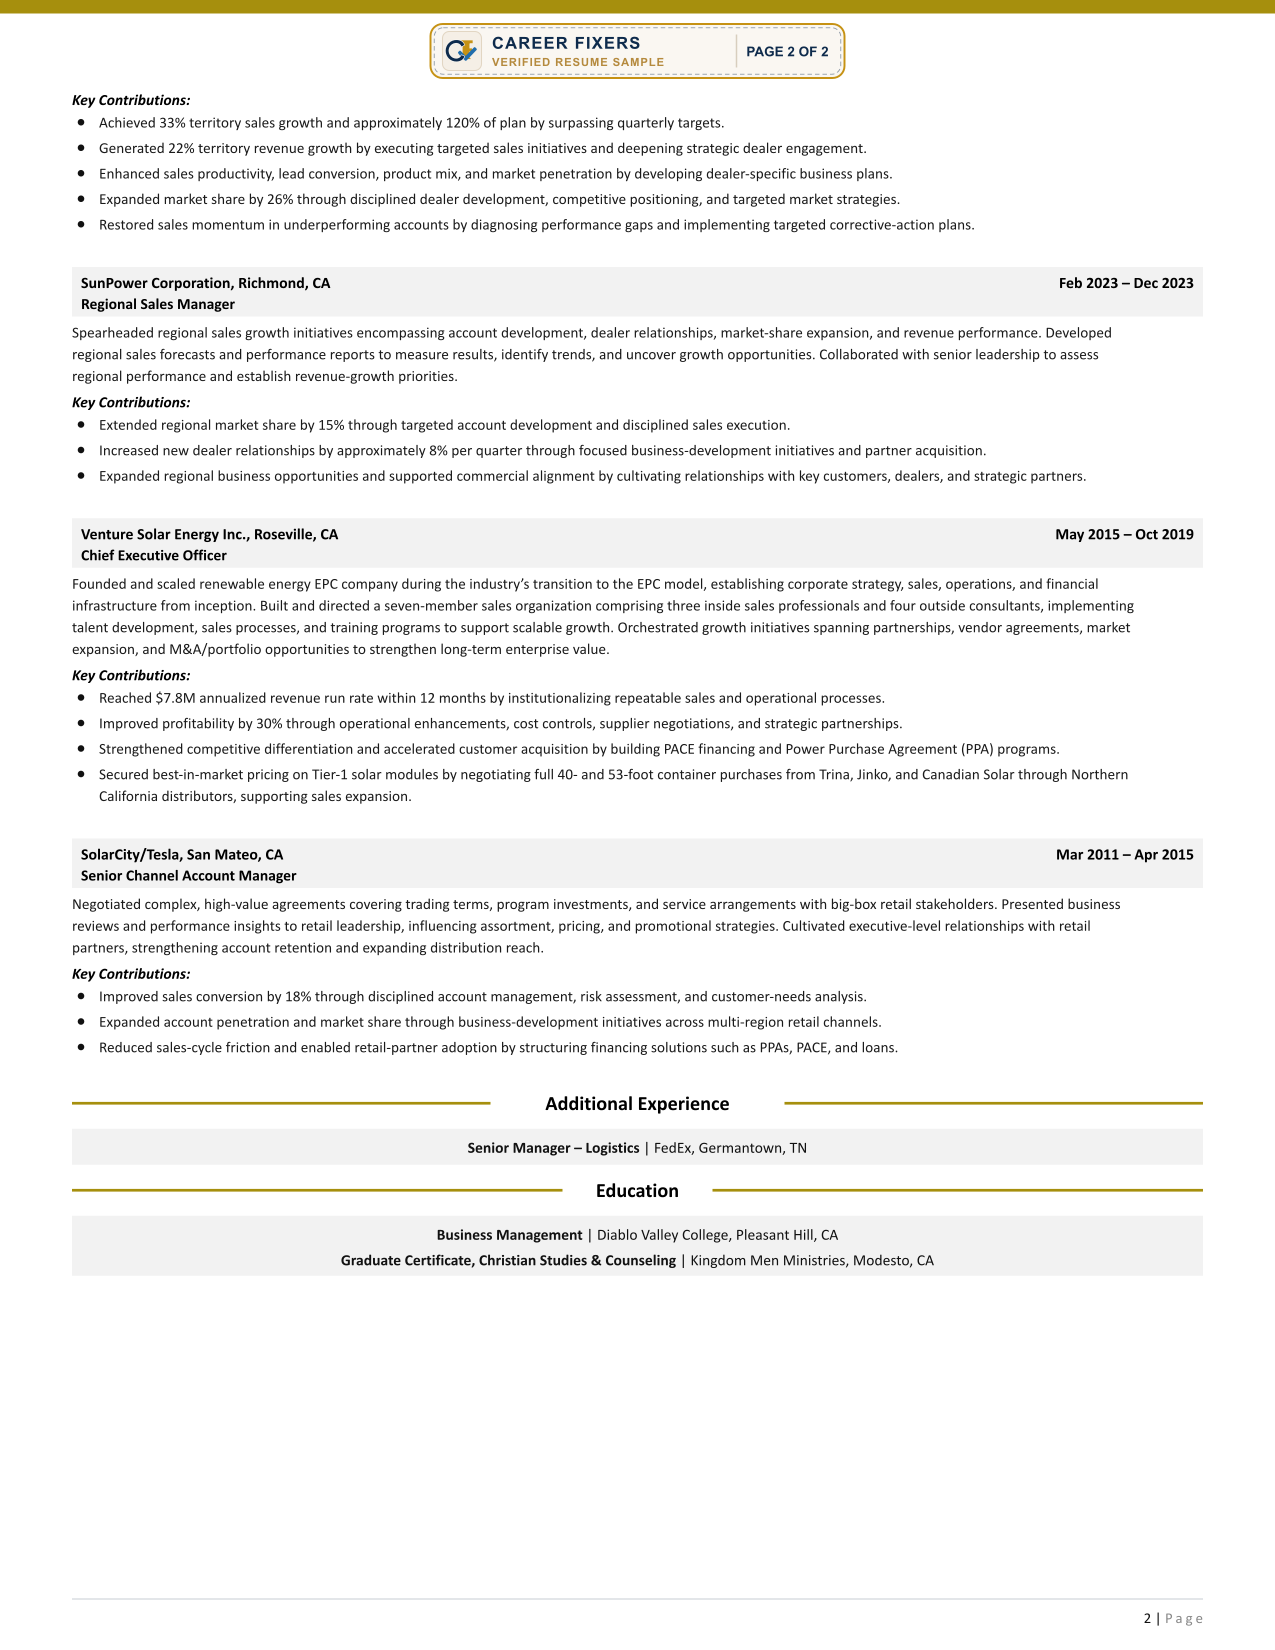 CAREER FIXERS
VERIFIED RESUME SAMPLE
PAGE 2 OF 2
Key Contributions:
● Achieved 33% territory sales growth and approximately 120% of plan by surpassing quarterly targets.
● Generated 22% territory revenue growth by executing targeted sales initiatives and deepening strategic dealer engagement.
● Enhanced sales productivity, lead conversion, product mix, and market penetration by developing dealer-specific business plans.
● Expanded market share by 26% through disciplined dealer development, competitive positioning, and targeted market strategies.
● Restored sales momentum in underperforming accounts by diagnosing performance gaps and implementing targeted corrective-action plans.
SunPower Corporation, Richmond, CA Feb 2023 – Dec 2023
Regional Sales Manager
Spearheaded regional sales growth initiatives encompassing account development, dealer relationships, market-share expansion, and revenue performance. Developed
regional sales forecasts and performance reports to measure results, identify trends, and uncover growth opportunities. Collaborated with senior leadership to assess
regional performance and establish revenue-growth priorities.
Key Contributions:
● Extended regional market share by 15% through targeted account development and disciplined sales execution.
● Increased new dealer relationships by approximately 8% per quarter through focused business-development initiatives and partner acquisition.
● Expanded regional business opportunities and supported commercial alignment by cultivating relationships with key customers, dealers, and strategic partners.
Venture Solar Energy Inc., Roseville, CA May 2015 – Oct 2019
Chief Executive Officer
Founded and scaled renewable energy EPC company during the industry’s transition to the EPC model, establishing corporate strategy, sales, operations, and financial
infrastructure from inception. Built and directed a seven-member sales organization comprising three inside sales professionals and four outside consultants, implementing
talent development, sales processes, and training programs to support scalable growth. Orchestrated growth initiatives spanning partnerships, vendor agreements, market
expansion, and M&A/portfolio opportunities to strengthen long-term enterprise value.
Key Contributions:
● Reached $7.8M annualized revenue run rate within 12 months by institutionalizing repeatable sales and operational processes.
● Improved profitability by 30% through operational enhancements, cost controls, supplier negotiations, and strategic partnerships.
● Strengthened competitive differentiation and accelerated customer acquisition by building PACE financing and Power Purchase Agreement (PPA) programs.
● Secured best-in-market pricing on Tier-1 solar modules by negotiating full 40- and 53-foot container purchases from Trina, Jinko, and Canadian Solar through Northern
California distributors, supporting sales expansion.
SolarCity/Tesla, San Mateo, CA Mar 2011 – Apr 2015
Senior Channel Account Manager
Negotiated complex, high-value agreements covering trading terms, program investments, and service arrangements with big-box retail stakeholders. Presented business
reviews and performance insights to retail leadership, influencing assortment, pricing, and promotional strategies. Cultivated executive-level relationships with retail
partners, strengthening account retention and expanding distribution reach.
Key Contributions:
● Improved sales conversion by 18% through disciplined account management, risk assessment, and customer-needs analysis.
● Expanded account penetration and market share through business-development initiatives across multi-region retail channels.
● Reduced sales-cycle friction and enabled retail-partner adoption by structuring financing solutions such as PPAs, PACE, and loans.
Additional Experience
Senior Manager – Logistics | FedEx, Germantown, TN
Education
Business Management | Diablo Valley College, Pleasant Hill, CA
Graduate Certificate, Christian Studies & Counseling | Kingdom Men Ministries, Modesto, CA
2 | Page